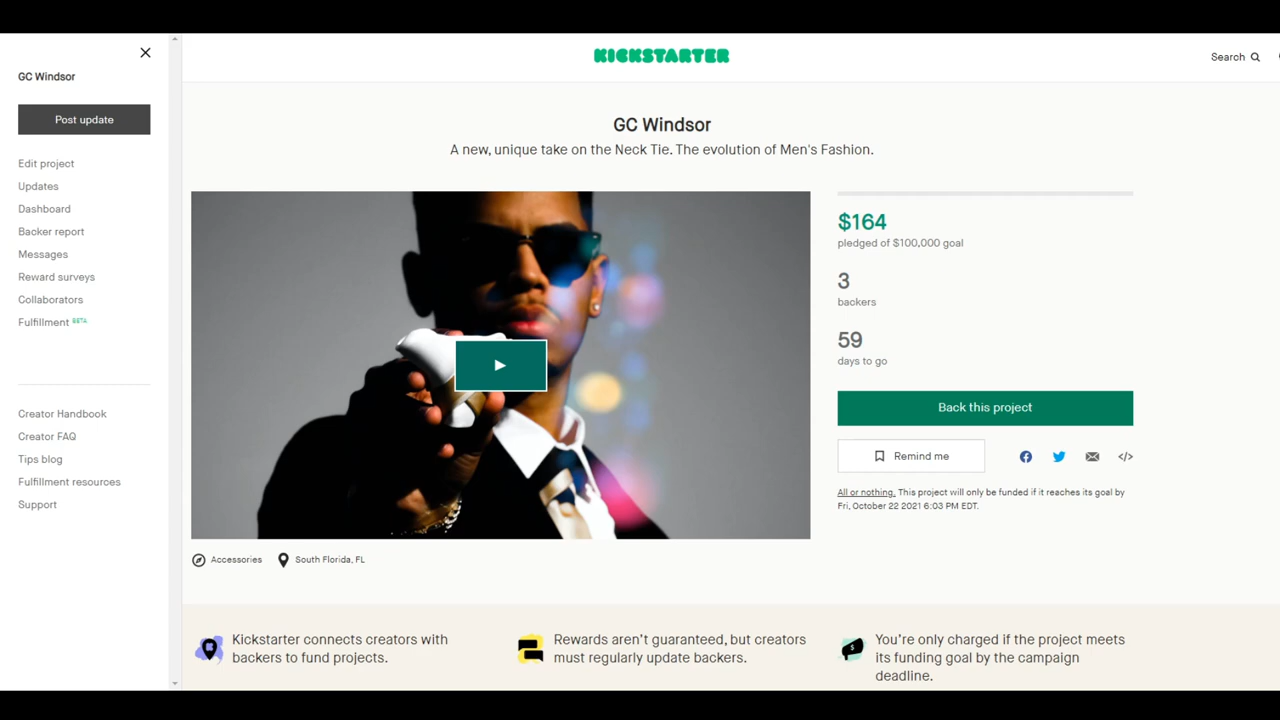 GC Windsor
Post update
Edit project
Updates
Dashboard
Backer report
Messages
Reward surveys
Collaborators
Fulfillment BETA
Creator Handbook
Creator FAQ
Tips blog
Fulfillment resources
Support
KICKSTARTER
Search
GC Windsor
A new, unique take on the Neck Tie. The evolution of Men's Fashion.
$164
pledged of $100,000 goal
3
backers
59
days to go
Back this project
Remind me
All or nothing. This project will only be funded if it reaches its goal by
Fri, October 22 2021 6:03 PM EDT.
Accessories
South Florida, FL
Kickstarter connects creators with
backers to fund projects.
Rewards aren't guaranteed, but creators
must regularly update backers.
You're only charged if the project meets
its funding goal by the campaign
deadline.